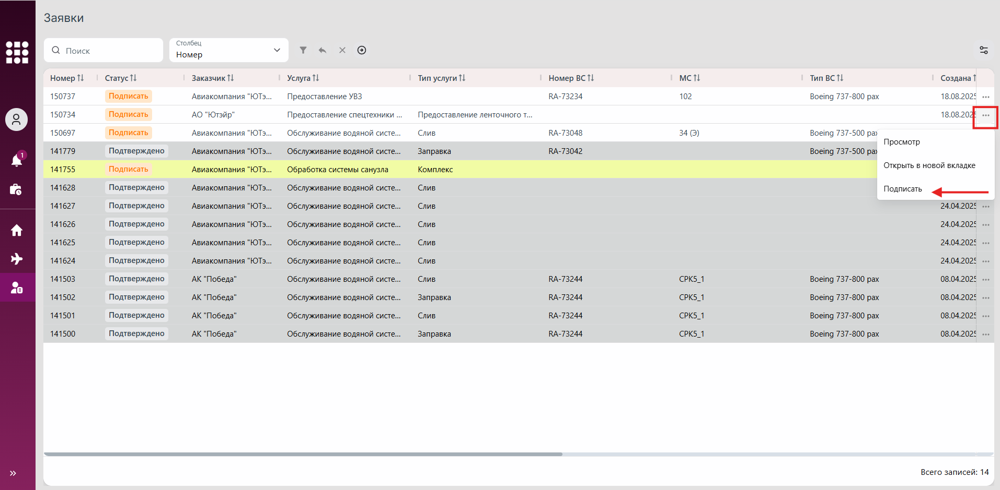 Заявки
Поиск
Столбец
Номер
1
Номер Статус Заказчик Услуга Тип услуги Номер ВС МС Тип ВС Создана
150737 Подписать Авиакомпания "ЮТэ... Предоставление УВЗ RA-73234 102 Boeing 737-800 pax 18.08.2025
150734 Подписать АО "Ютэйр" Предоставление спецтехники ... Предоставление ленточного т... 18.08.2025
150697 Подписать Авиакомпания "ЮТэ... Обслуживание водяной систе... Слив RA-73048 34 (Э) Boeing 737-500 pax
141779 Подтверждено Авиакомпания "ЮТэ... Обслуживание водяной систе... Заправка RA-73042 Boeing 737-500 pax
141755 Подписать Авиакомпания "ЮТэ... Обработка системы санузла Комплекс
141628 Подтверждено Авиакомпания "ЮТэ... Обслуживание водяной систе... Слив
141627 Подтверждено Авиакомпания "ЮТэ... Обслуживание водяной систе... Слив 24.04.2025
141626 Подтверждено Авиакомпания "ЮТэ... Обслуживание водяной систе... Слив 24.04.2025
141625 Подтверждено Авиакомпания "ЮТэ... Обслуживание водяной систе... Слив 24.04.2025
141624 Подтверждено Авиакомпания "ЮТэ... Обслуживание водяной систе... Слив 24.04.2025
141503 Подтверждено АК "Победа" Обслуживание водяной систе... Слив RA-73244 СРК5_1 Boeing 737-800 pax 08.04.2025
141502 Подтверждено АК "Победа" Обслуживание водяной систе... Заправка RA-73244 СРК5_1 Boeing 737-800 pax 08.04.2025
141501 Подтверждено АК "Победа" Обслуживание водяной систе... Слив RA-73244 СРК5_1 Boeing 737-800 pax 08.04.2025
141500 Подтверждено АК "Победа" Обслуживание водяной систе... Заправка RA-73244 СРК5_1 Boeing 737-800 pax 08.04.2025
Просмотр
Открыть в новой вкладке
Подписать
Всего записей: 14